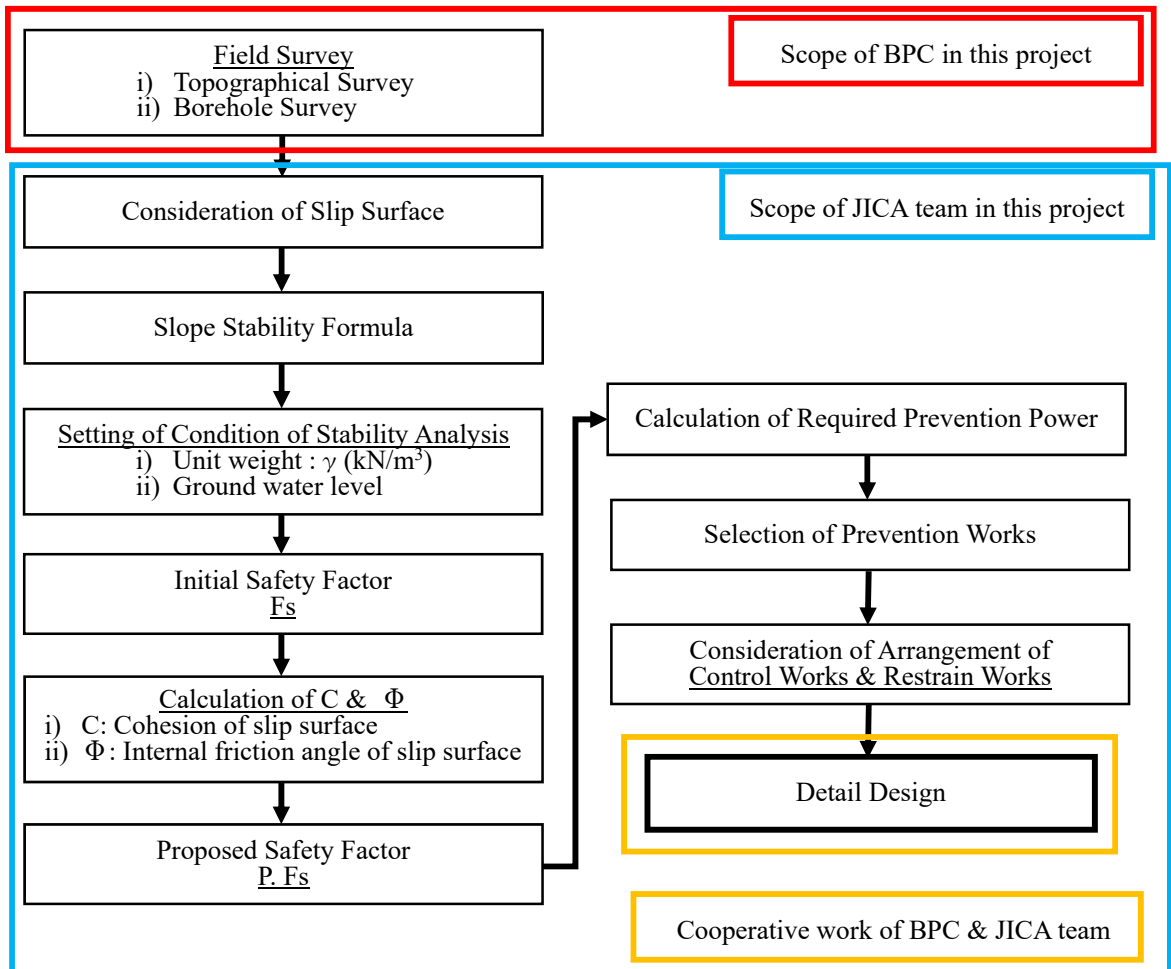 Field Survey
i) Topographical Survey
ii) Borehole Survey
Scope of BPC in this project
Consideration of Slip Surface
Scope of JICA team in this project
Slope Stability Formula
Setting of Condition of Stability Analysis
i) Unit weight : γ (kN/m³)
ii) Ground water level
Initial Safety Factor
Fs
Calculation of C & Φ
i) C: Cohesion of slip surface
ii) Φ : Internal friction angle of slip surface
Proposed Safety Factor
P. Fs
Calculation of Required Prevention Power
Selection of Prevention Works
Consideration of Arrangement of
Control Works & Restrain Works
Detail Design
Cooperative work of BPC & JICA team